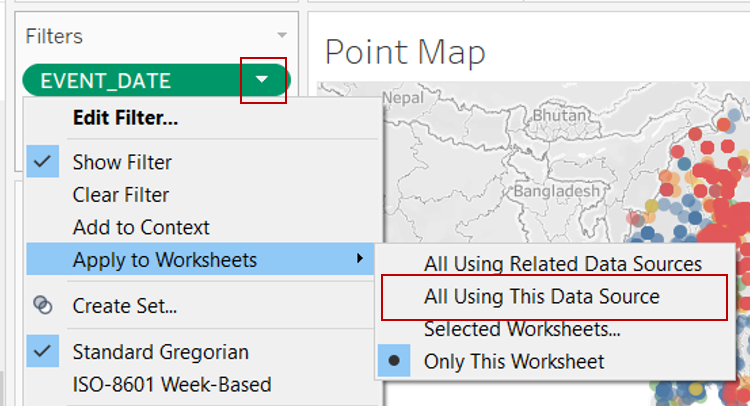 Filters
Point Map
EVENT_DATE
Nepal
Bhutan
Bangladesh
Edit Filter...
Show Filter
Clear Filter
Add to Context
Apply to Worksheets
All Using Related Data Sources
All Using This Data Source
Selected Worksheets...
Only This Worksheet
Create Set...
Standard Gregorian
ISO-8601 Week-Based